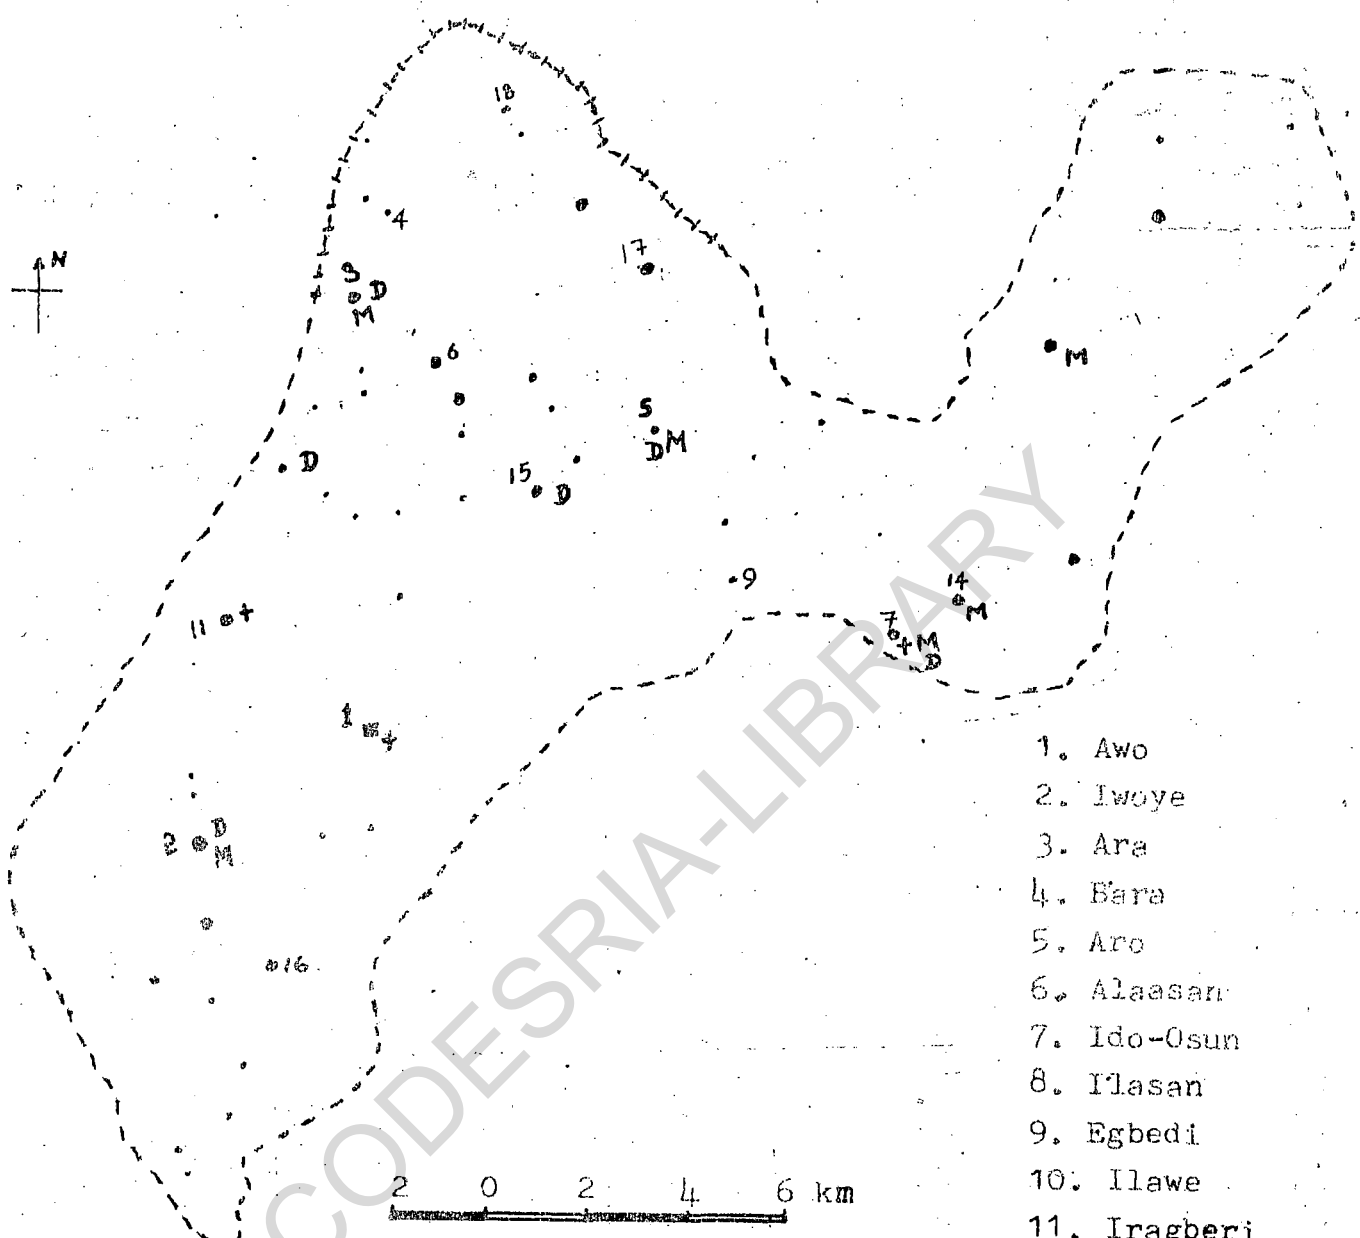 18
4
17
N
3
D
M
6
M
5
D M
D
15 D
9
14
M
7
+ M
D
11 +
1 +
D
2
M
16
1. Awo
2. Iwoye
3. Ara
4. Bara
5. Aro
6. Alaasan
7. Ido-Osun
8. Ilasan
9. Egbedi
10. Ilawe
11. Iragberi
2 0 2 4 6 km
CODESRIA-LIBRARY